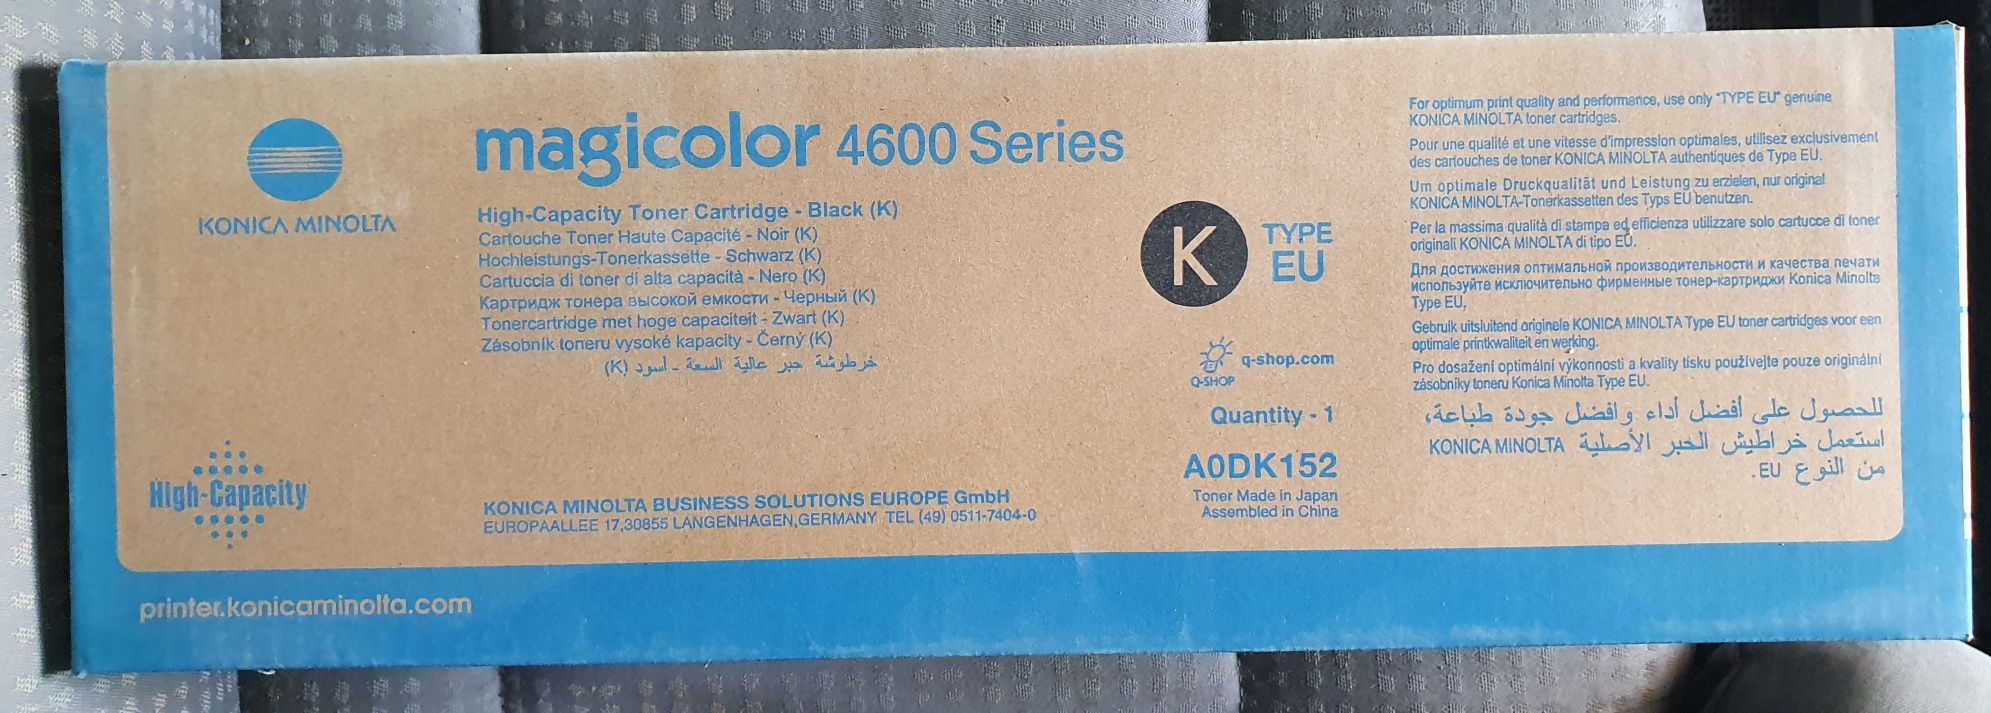 KONICA MINOLTA
magicolor 4600 Series
High-Capacity Toner Cartridge - Black (K)
Cartouche Toner Haute Capacité - Noir (K)
Hochleistungs-Tonerkassette - Schwarz (K)
Cartuccia di toner di alta capacità - Nero (K)
Картридж тонера высокой емкости - Черный (K)
Tonercartridge met hoge capaciteit - Zwart (K)
Zásobník toneru vysoké kapacity - Černý (K)
خرطوشة حبر عالية السعة - أسود (K)
High-Capacity
KONICA MINOLTA BUSINESS SOLUTIONS EUROPE GmbH
EUROPAALLEE 17,30855 LANGENHAGEN,GERMANY TEL (49) 0511-7404-0
printer.konicaminolta.com
K
TYPE
EU
q-shop.com
Q-SHOP
Quantity - 1
A0DK152
Toner Made in Japan
Assembled in China
For optimum print quality and performance, use only "TYPE EU" genuine
KONICA MINOLTA toner cartridges.
Pour une qualité et une vitesse d'impression optimales, utilisez exclusivement
des cartouches de toner KONICA MINOLTA authentiques de Type EU.
Um optimale Druckqualität und Leistung zu erzielen, nur original
KONICA MINOLTA-Tonerkassetten des Typs EU benutzen.
Per la massima qualità di stampa ed efficienza utilizzare solo cartucce di toner
originali KONICA MINOLTA di tipo EU.
Для достижения оптимальной производительности и качества печати
используйте исключительно фирменные тонер-картриджи Konica Minolta
Type EU,
Gebruik uitsluitend originele KONICA MINOLTA Type EU toner cartridges voor een
optimale printkwaliteit en werking.
Pro dosažení optimální výkonnosti a kvality tisku používejte pouze originální
zásobníky toneru Konica Minolta Type EU.
للحصول على أفضل أداء و افضل جودة طباعة،
استعمل خراطيش الحبر الأصلية KONICA MINOLTA
من النوع EU.